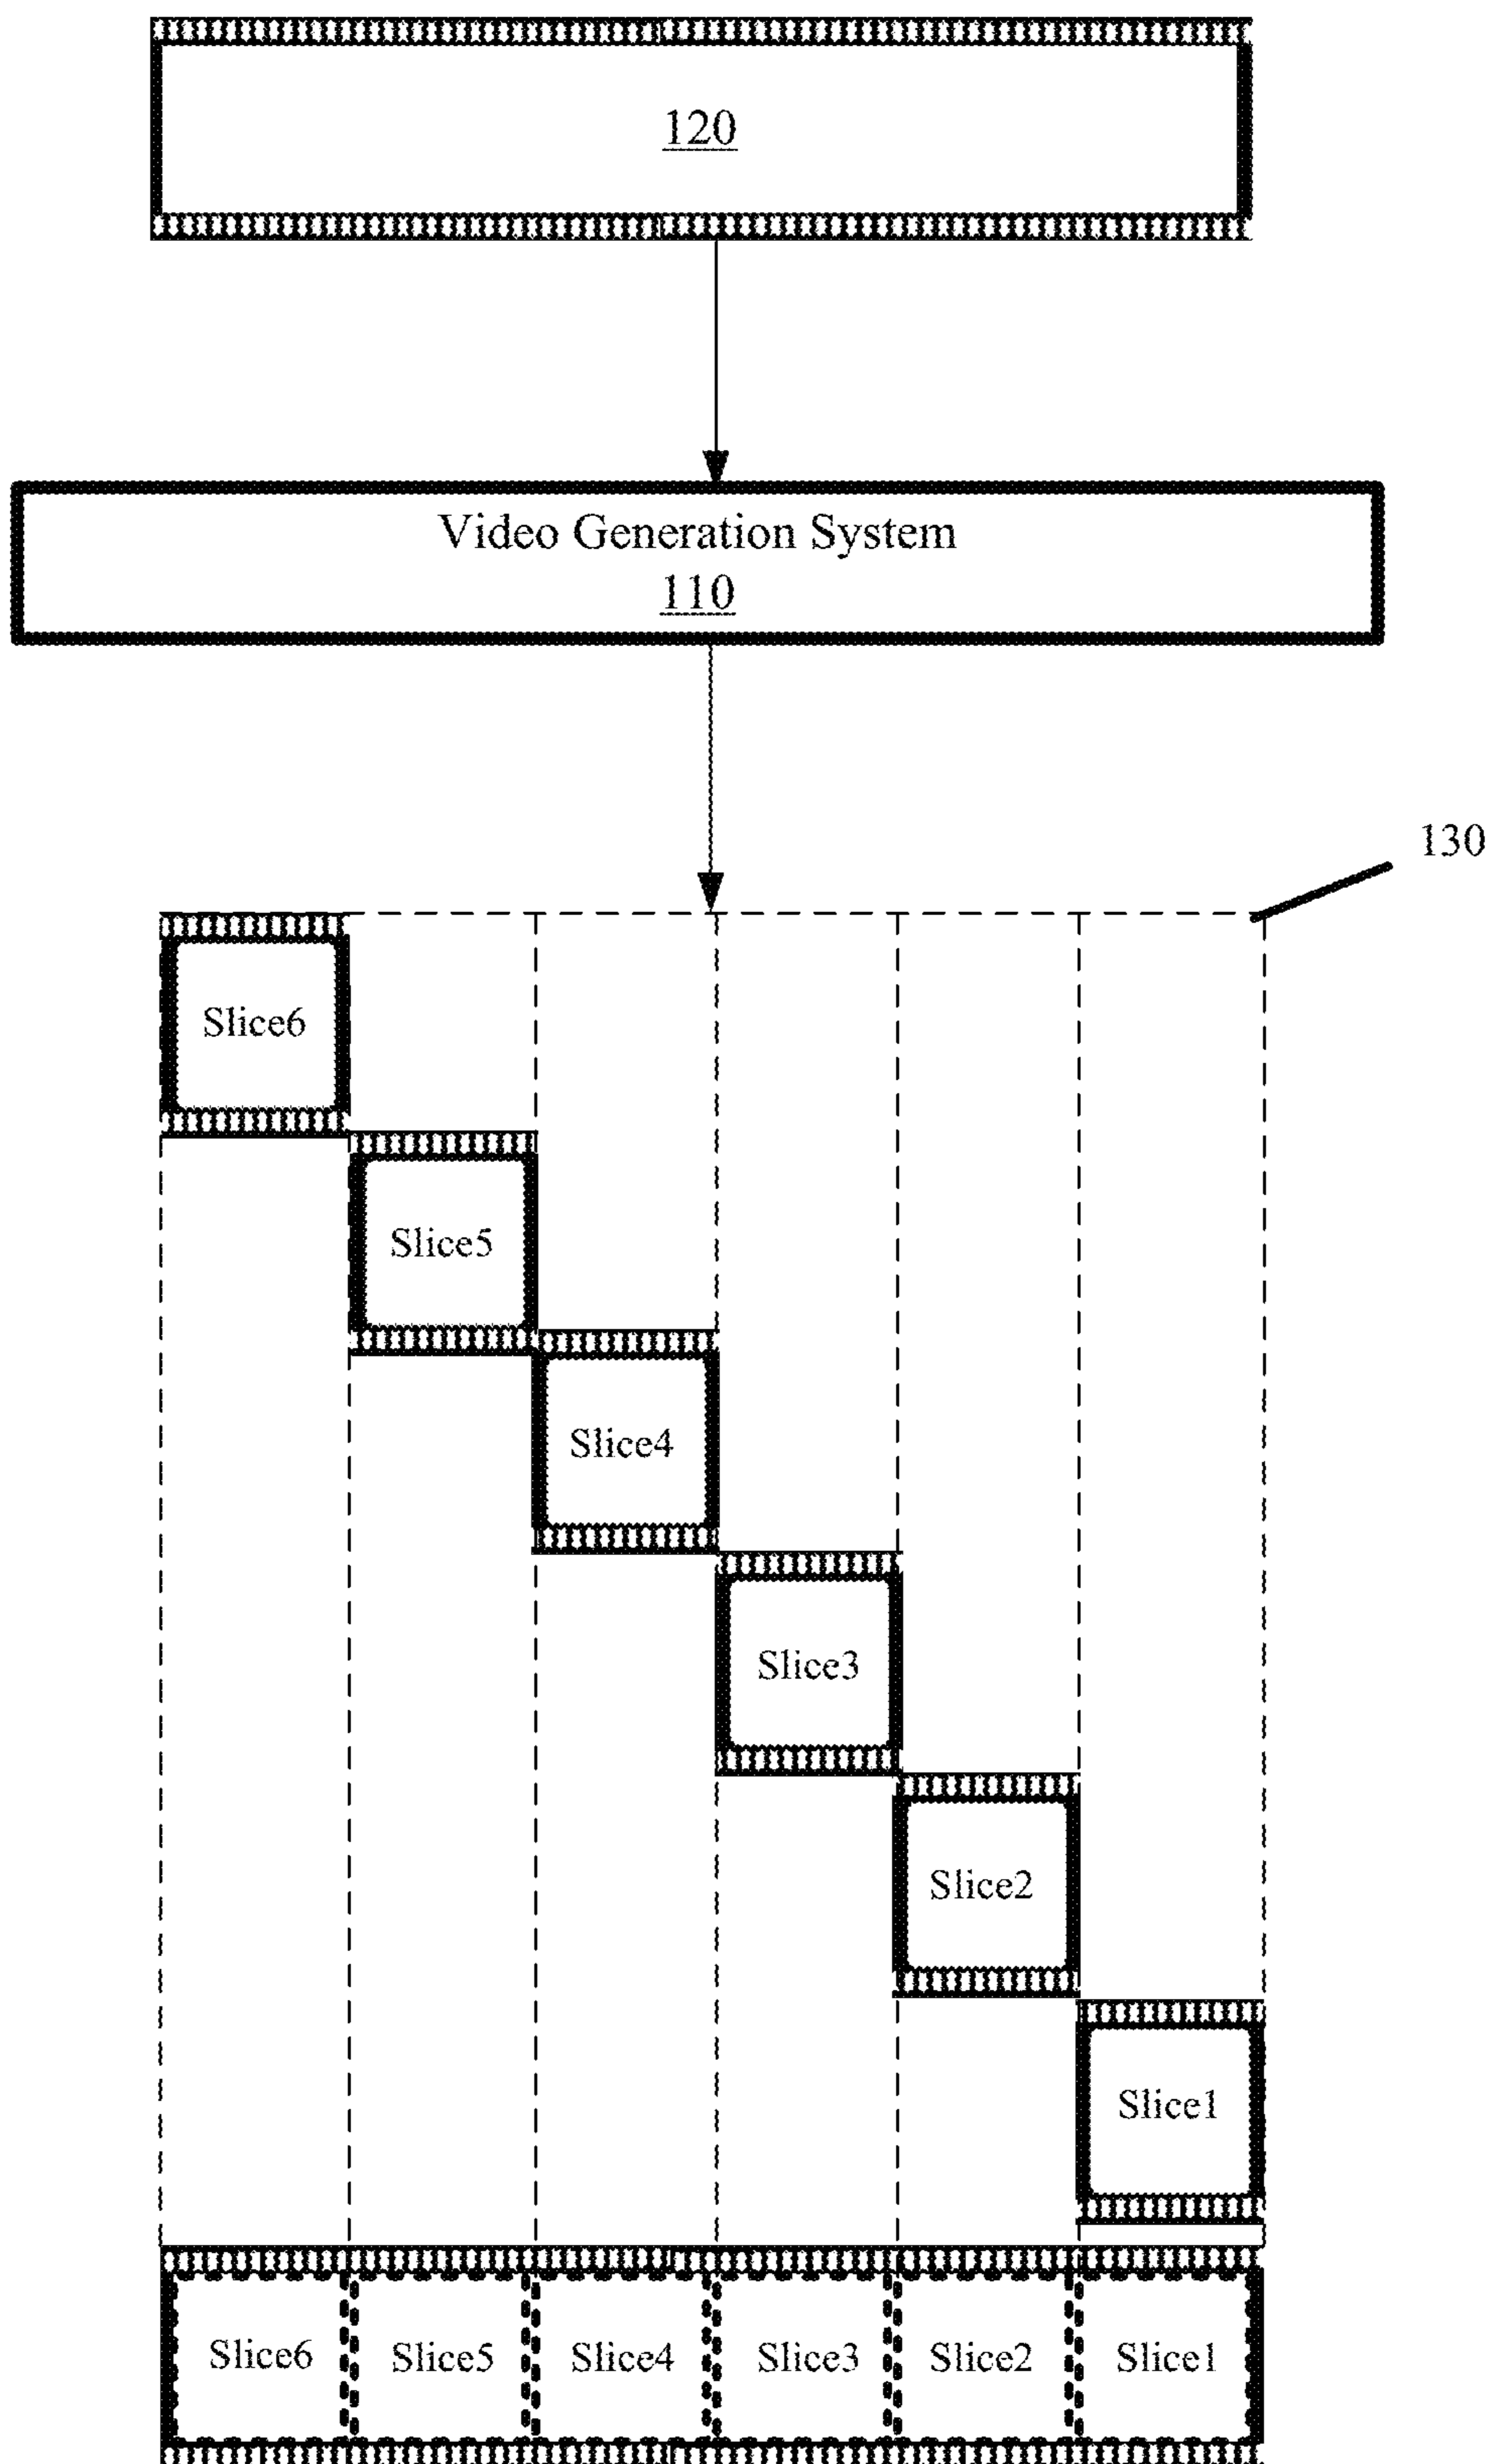 120
Video Generation System
110
130
Slice6
Slice5
Slice4
Slice3
Slice2
Slice1
Slice6 Slice5 Slice4 Slice3 Slice2 Slice1